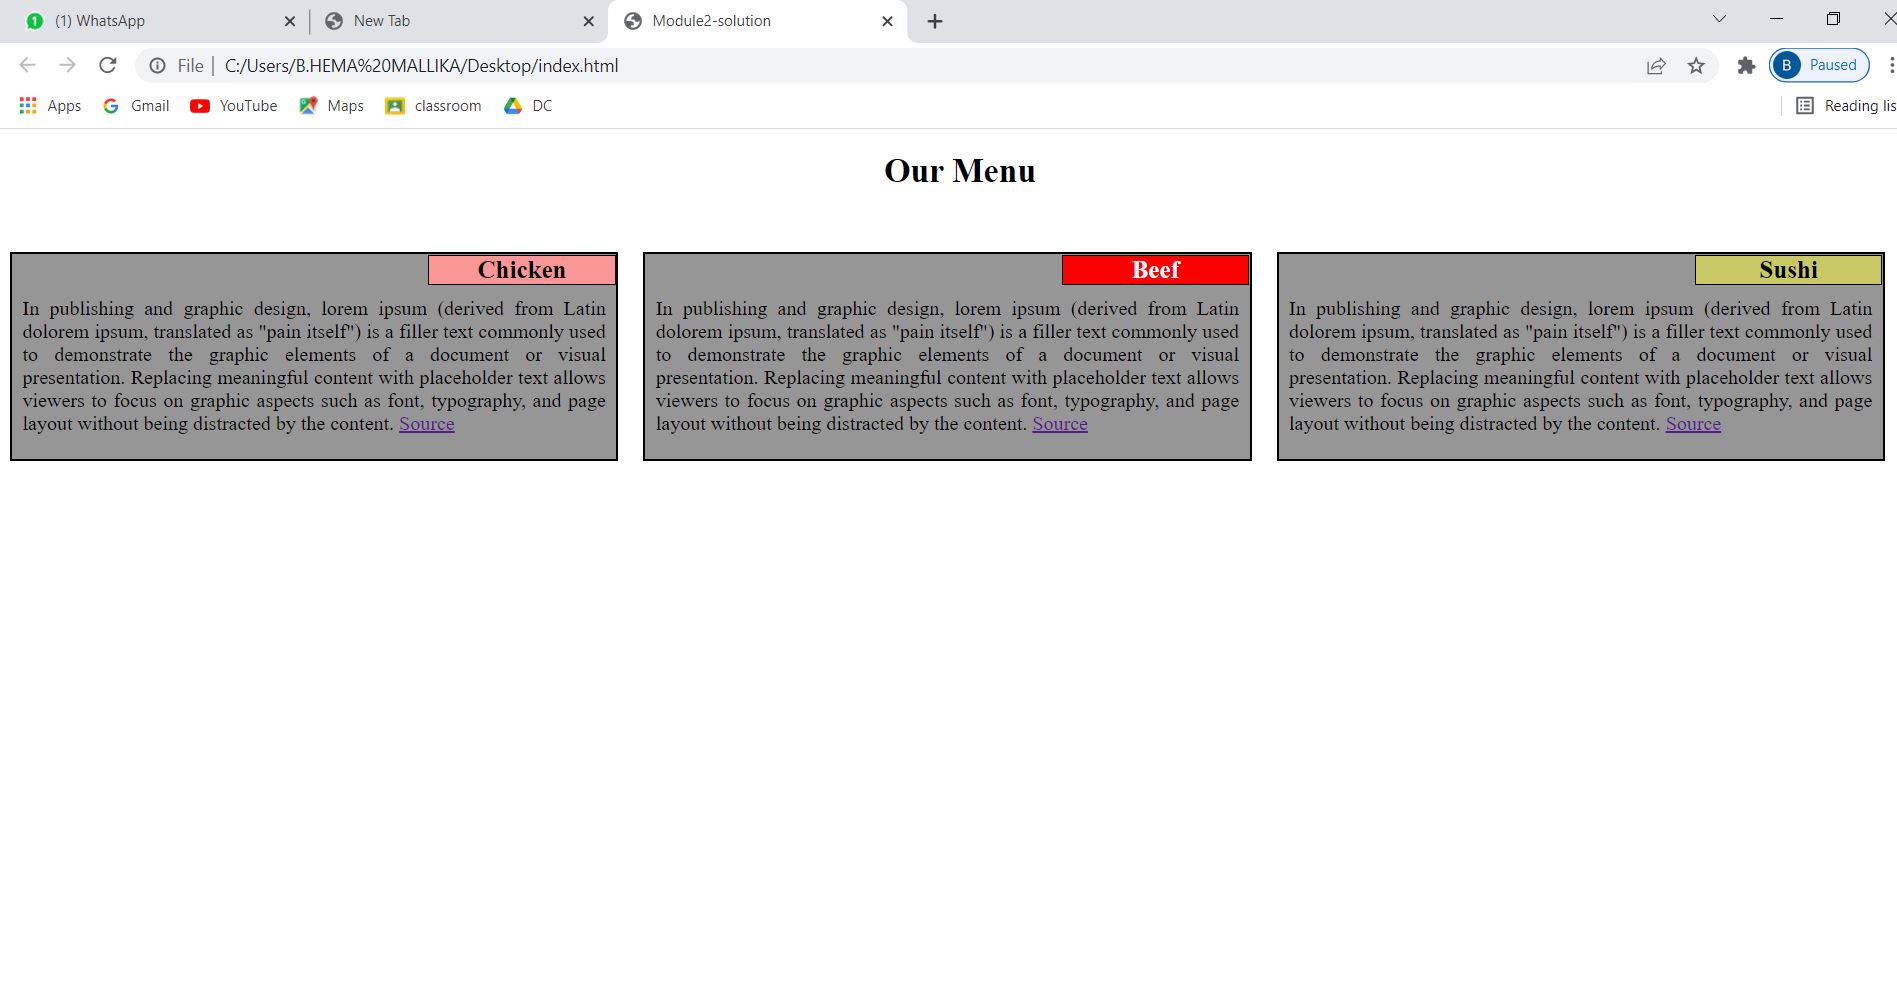 (1) WhatsApp
New Tab
Module2-solution
File | C:/Users/B.HEMA%20MALLIKA/Desktop/index.html
B Paused
Apps Gmail YouTube Maps classroom DC
Reading lis
Our Menu
Chicken
In publishing and graphic design, lorem ipsum (derived from Latin
dolorem ipsum, translated as "pain itself") is a filler text commonly used
to demonstrate the graphic elements of a document or visual
presentation. Replacing meaningful content with placeholder text allows
viewers to focus on graphic aspects such as font, typography, and page
layout without being distracted by the content. Source
Beef
In publishing and graphic design, lorem ipsum (derived from Latin
dolorem ipsum, translated as "pain itself") is a filler text commonly used
to demonstrate the graphic elements of a document or visual
presentation. Replacing meaningful content with placeholder text allows
viewers to focus on graphic aspects such as font, typography, and page
layout without being distracted by the content. Source
Sushi
In publishing and graphic design, lorem ipsum (derived from Latin
dolorem ipsum, translated as "pain itself") is a filler text commonly used
to demonstrate the graphic elements of a document or visual
presentation. Replacing meaningful content with placeholder text allows
viewers to focus on graphic aspects such as font, typography, and page
layout without being distracted by the content. Source